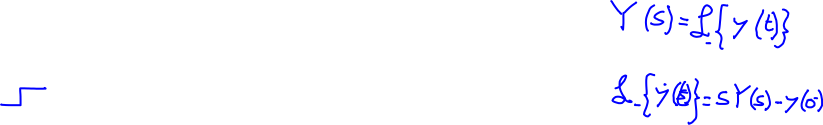 Y(s)=ℒ₋{y(t)}
ℒ₋{ẏ(t)}=sY(s)-y(0⁻)